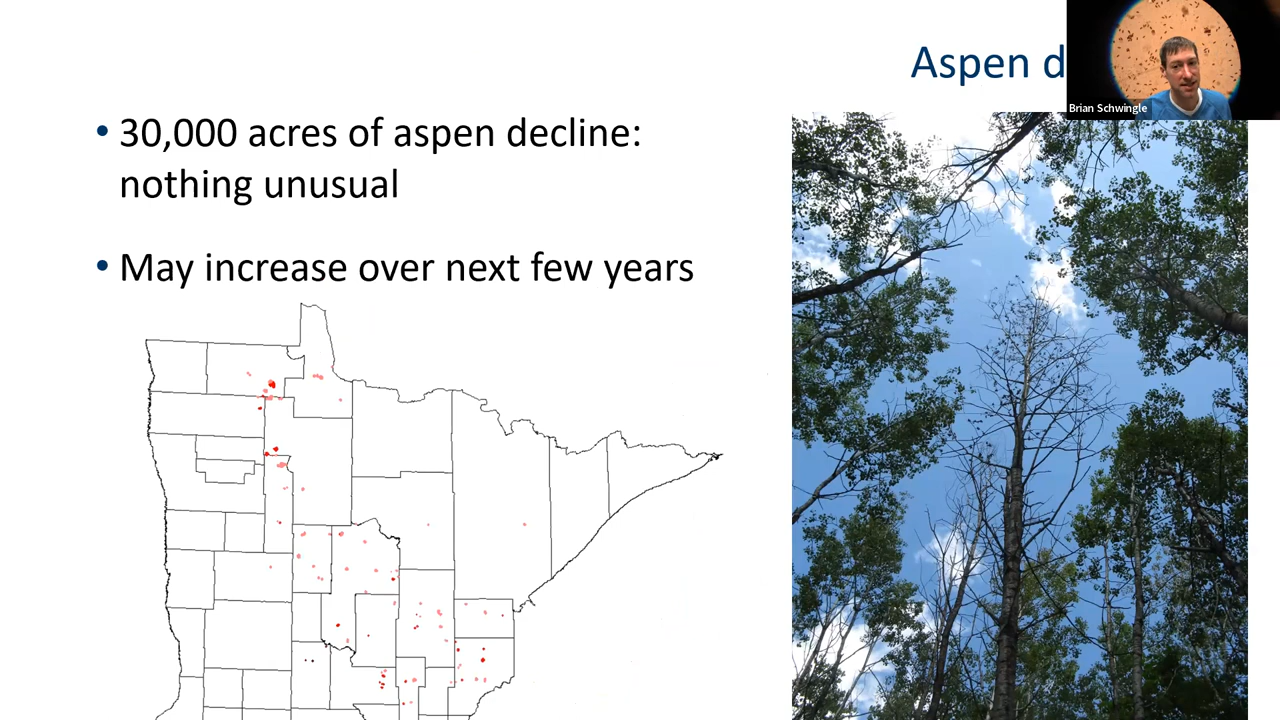 Aspen d
Brian Schwingle
• 30,000 acres of aspen decline:
nothing unusual
• May increase over next few years